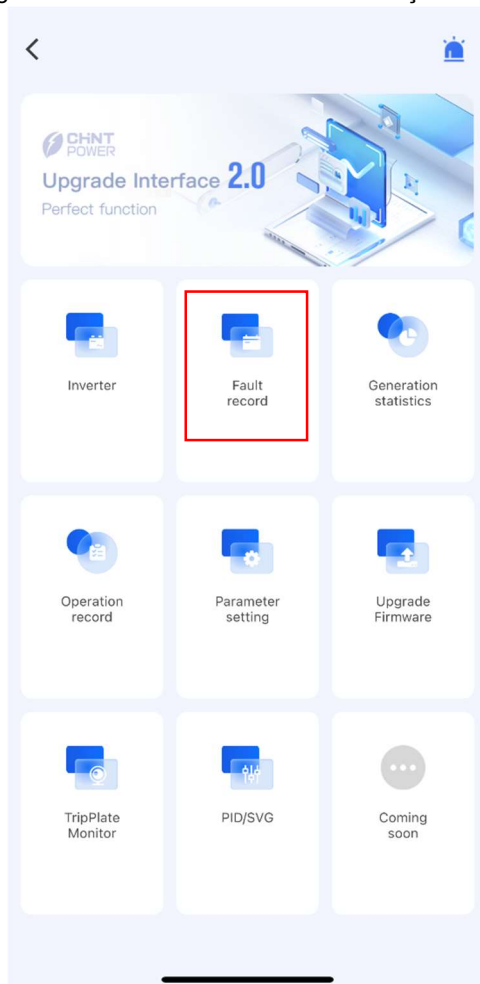 CHNT
POWER
Upgrade Interface 2.0
Perfect function
Inverter
Fault
record
Generation
statistics
Operation
record
Parameter
setting
Upgrade
Firmware
TripPlate
Monitor
PID/SVG
Coming
soon